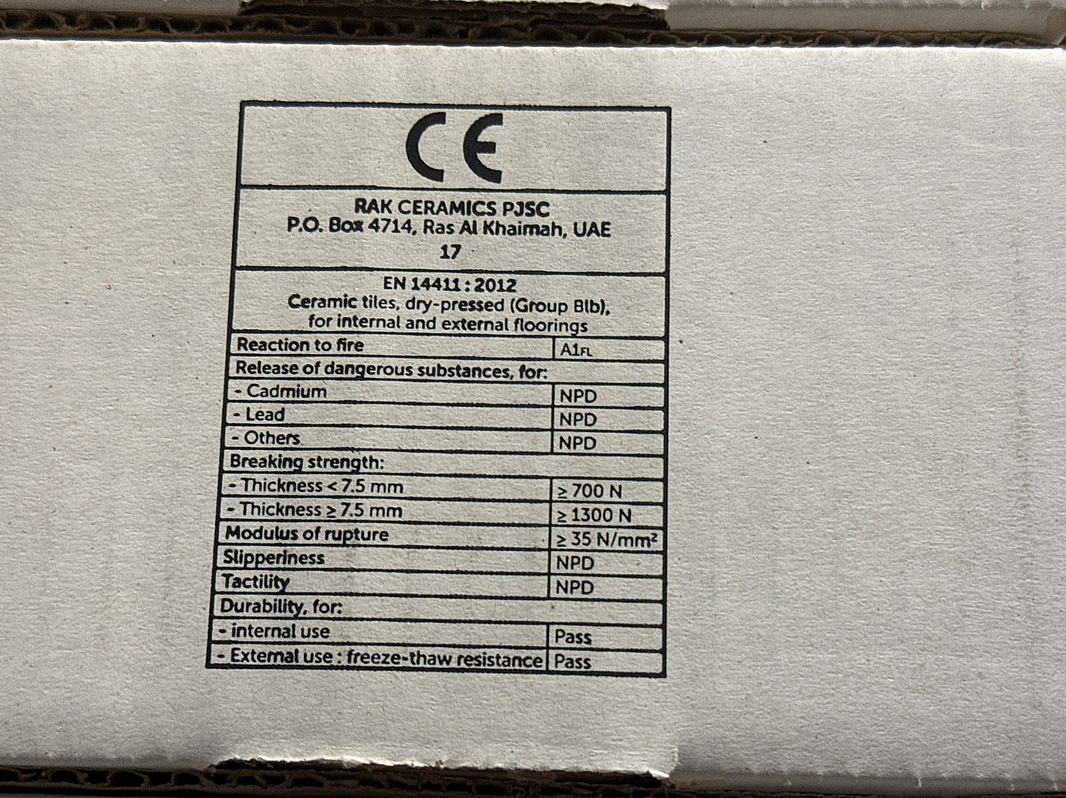 CE
RAK CERAMICS PJSC
P.O. Box 4714, Ras Al Khaimah, UAE
17
EN 14411 : 2012
Ceramic tiles, dry-pressed (Group BIb),
for internal and external floorings
Reaction to fire A1FL
Release of dangerous substances, for:
- Cadmium NPD
- Lead NPD
- Others NPD
Breaking strength:
- Thickness < 7.5 mm ≥ 700 N
- Thickness ≥ 7.5 mm ≥ 1300 N
Modulus of rupture ≥ 35 N/mm²
Slipperiness NPD
Tactility NPD
Durability, for:
- internal use Pass
- External use : freeze-thaw resistance Pass